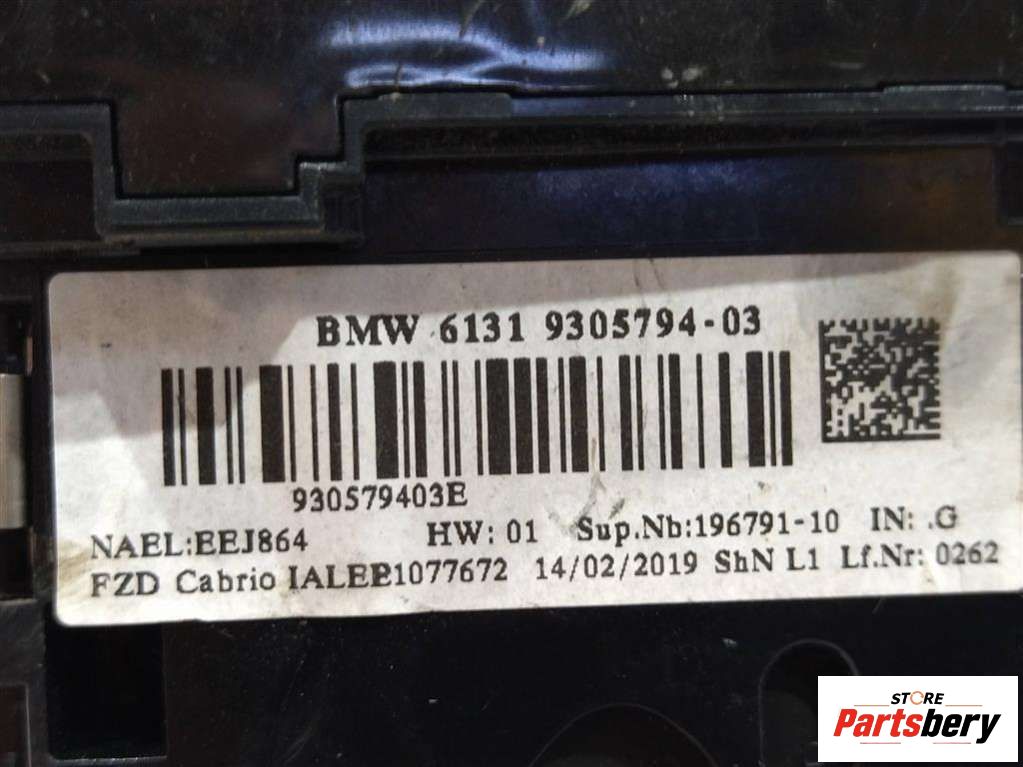 BMW 6131 9305794-03
930579403E
NAEL:EEJ864 HW: 01 Sup.Nb:196791-10 IN: .G
FZD Cabrio 14/02/2019 ShN L1 Lf.Nr: 0262
STORE
Partsbery